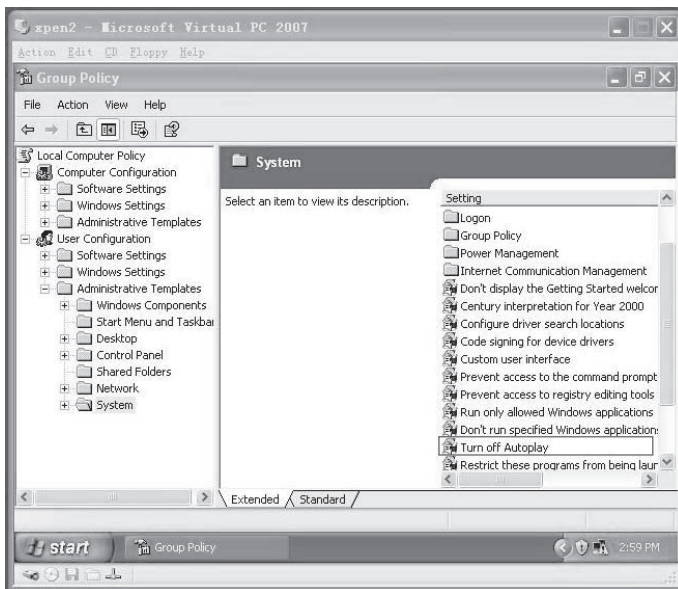 xpen2 - Microsoft Virtual PC 2007
Action Edit CD Floppy Help
Group Policy
File Action View Help
Local Computer Policy
Computer Configuration
Software Settings
Windows Settings
Administrative Templates
User Configuration
Software Settings
Windows Settings
Administrative Templates
Windows Components
Start Menu and Taskbar
Desktop
Control Panel
Shared Folders
Network
System
System
Select an item to view its description.
Setting
Logon
Group Policy
Power Management
Internet Communication Management
Don't display the Getting Started welcor
Century interpretation for Year 2000
Configure driver search locations
Code signing for device drivers
Custom user interface
Prevent access to the command prompt
Prevent access to registry editing tools
Run only allowed Windows applications
Don't run specified Windows application:
Turn off Autoplay
Restrict these programs from being laur
Extended Standard
start Group Policy 2:59 PM